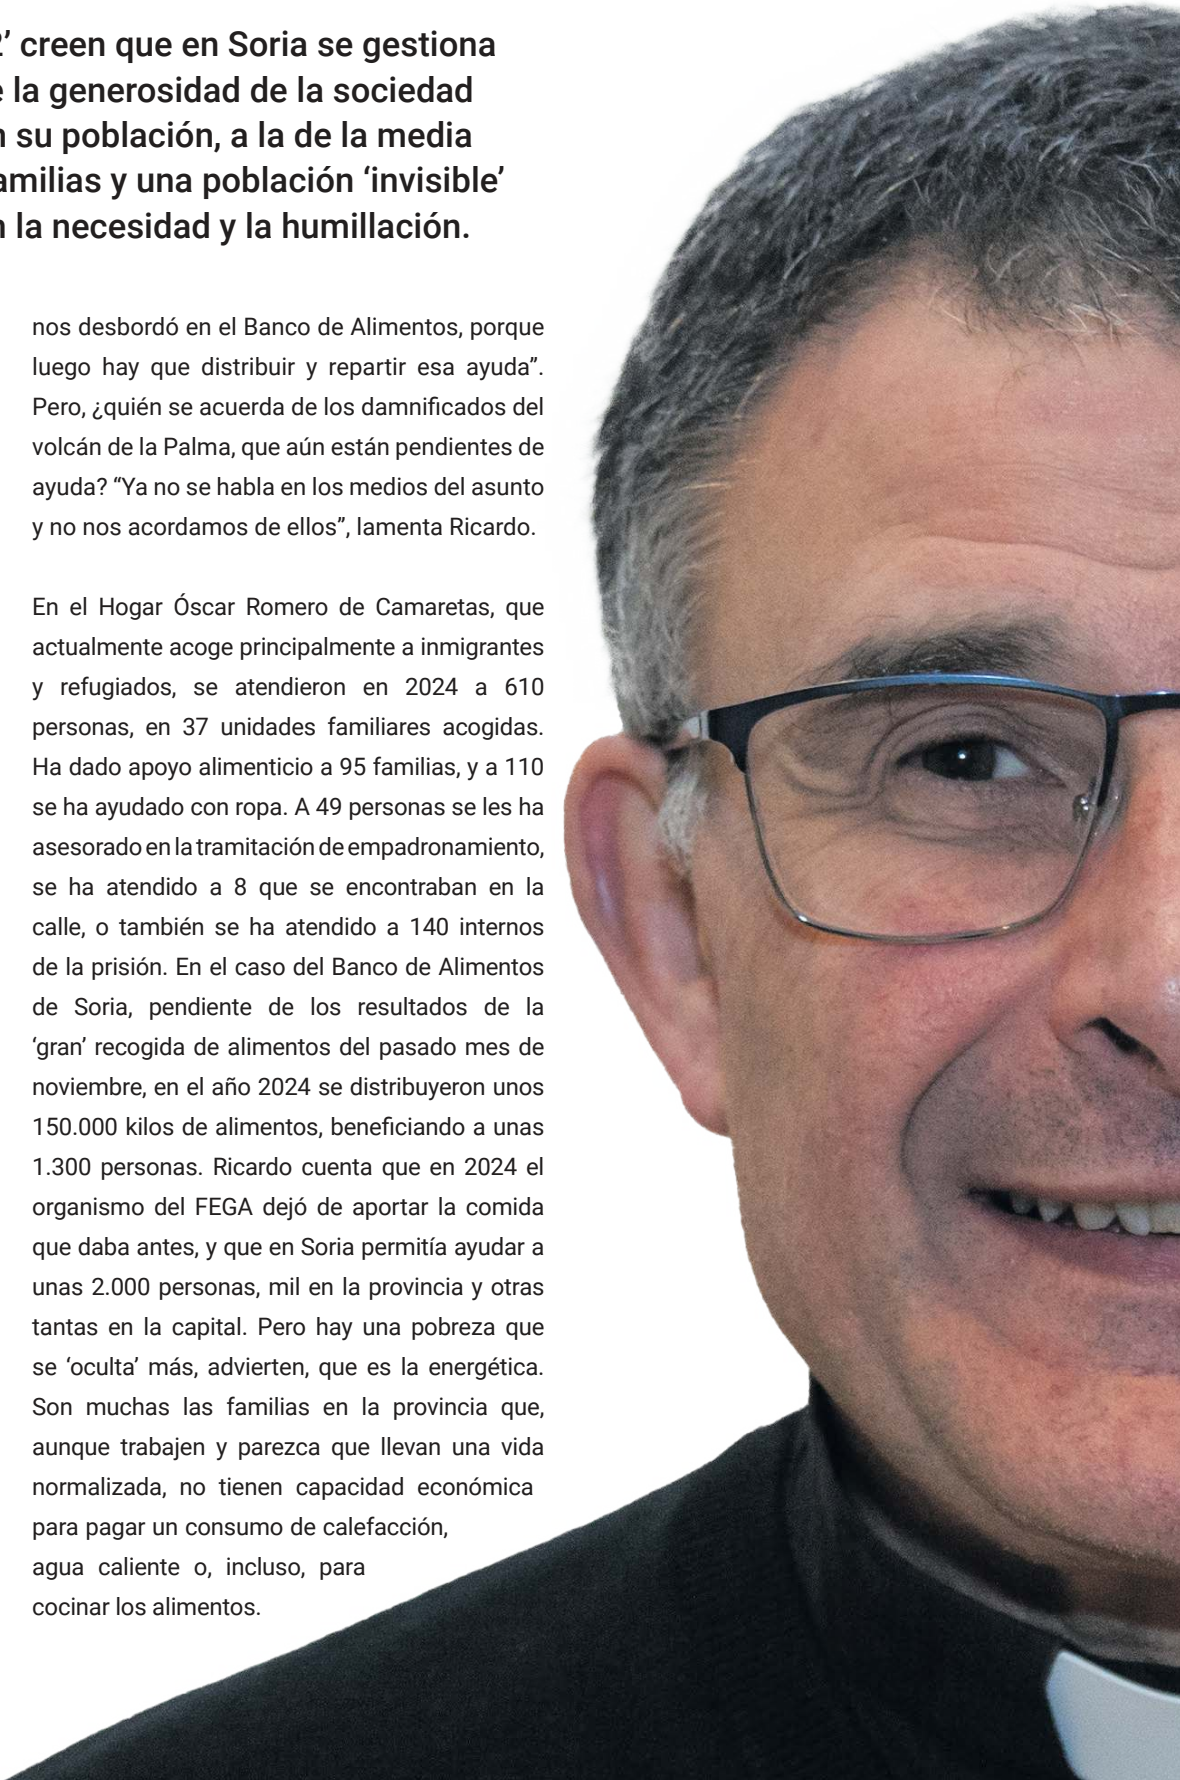 creen que en Soria se gestiona
la generosidad de la sociedad
su población, a la de la media
y una población ‘invisible’
la necesidad y la humillación.
nos desbordó en el Banco de Alimentos, porque
luego hay que distribuir y repartir esa ayuda”.
Pero, ¿quién se acuerda de los damnificados del
volcán de la Palma, que aún están pendientes de
ayuda? “Ya no se habla en los medios del asunto
y no nos acordamos de ellos”, lamenta Ricardo.
En el Hogar Óscar Romero de Camaretas, que
actualmente acoge principalmente a inmigrantes
y refugiados, se atendieron en 2024 a 610
personas, en 37 unidades familiares acogidas.
Ha dado apoyo alimenticio a 95 familias, y a 110
se ha ayudado con ropa. A 49 personas se les ha
asesorado en la tramitación de empadronamiento,
se ha atendido a 8 que se encontraban en la
calle, o también se ha atendido a 140 internos
de la prisión. En el caso del Banco de Alimentos
de Soria, pendiente de los resultados de la
‘gran’ recogida de alimentos del pasado mes de
noviembre, en el año 2024 se distribuyeron unos
150.000 kilos de alimentos, beneficiando a unas
1.300 personas. Ricardo cuenta que en 2024 el
organismo del FEGA dejó de aportar la comida
que daba antes, y que en Soria permitía ayudar a
unas 2.000 personas, mil en la provincia y otras
tantas en la capital. Pero hay una pobreza que
se ‘oculta’ más, advierten, que es la energética.
Son muchas las familias en la provincia que,
aunque trabajen y parezca que llevan una vida
normalizada, no tienen capacidad económica
para pagar un consumo de calefacción,
agua caliente o, incluso, para
cocinar los alimentos.